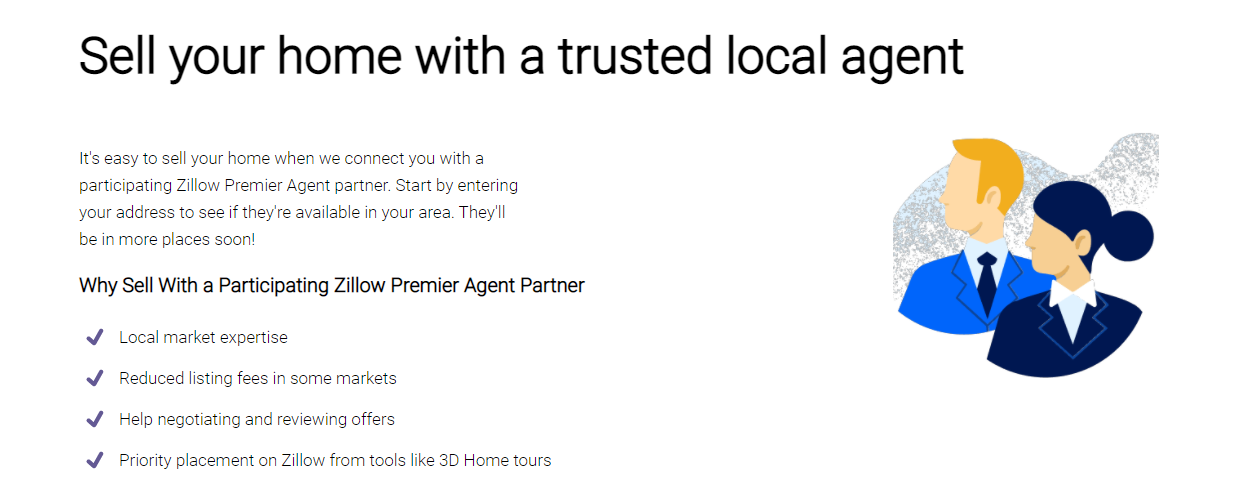 Sell your home with a trusted local agent
It's easy to sell your home when we connect you with a
participating Zillow Premier Agent partner. Start by entering
your address to see if they're available in your area. They'll
be in more places soon!
Why Sell With a Participating Zillow Premier Agent Partner
Local market expertise
Reduced listing fees in some markets
Help negotiating and reviewing offers
Priority placement on Zillow from tools like 3D Home tours